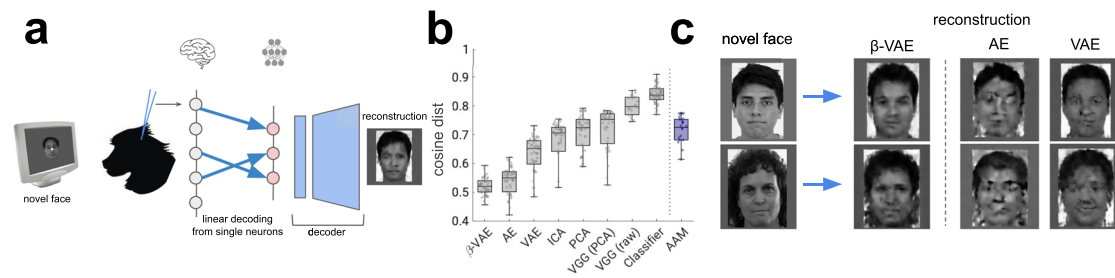 a
novel face
linear decoding
from single neurons
decoder
reconstruction
b
cosine dist
1
0.9
0.8
0.7
0.6
0.5
0.4
β-VAE
AE
VAE
ICA
PCA
VGG (PCA)
VGG (raw)
Classifier
AAM
c
reconstruction
novel face
β-VAE
AE
VAE